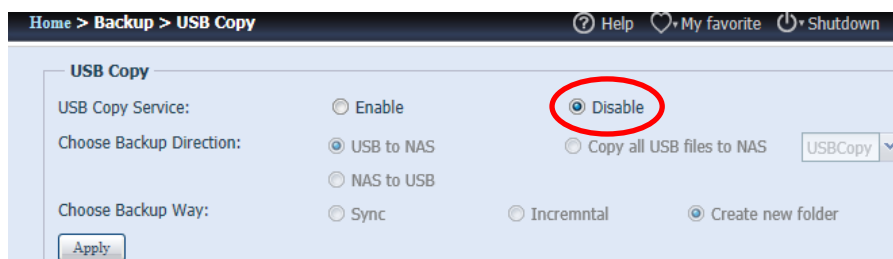 Home > Backup > USB Copy Help My favorite Shutdown
USB Copy
USB Copy Service: Enable Disable
Choose Backup Direction: USB to NAS Copy all USB files to NAS USBCopy
NAS to USB
Choose Backup Way: Sync Incremntal Create new folder
Apply